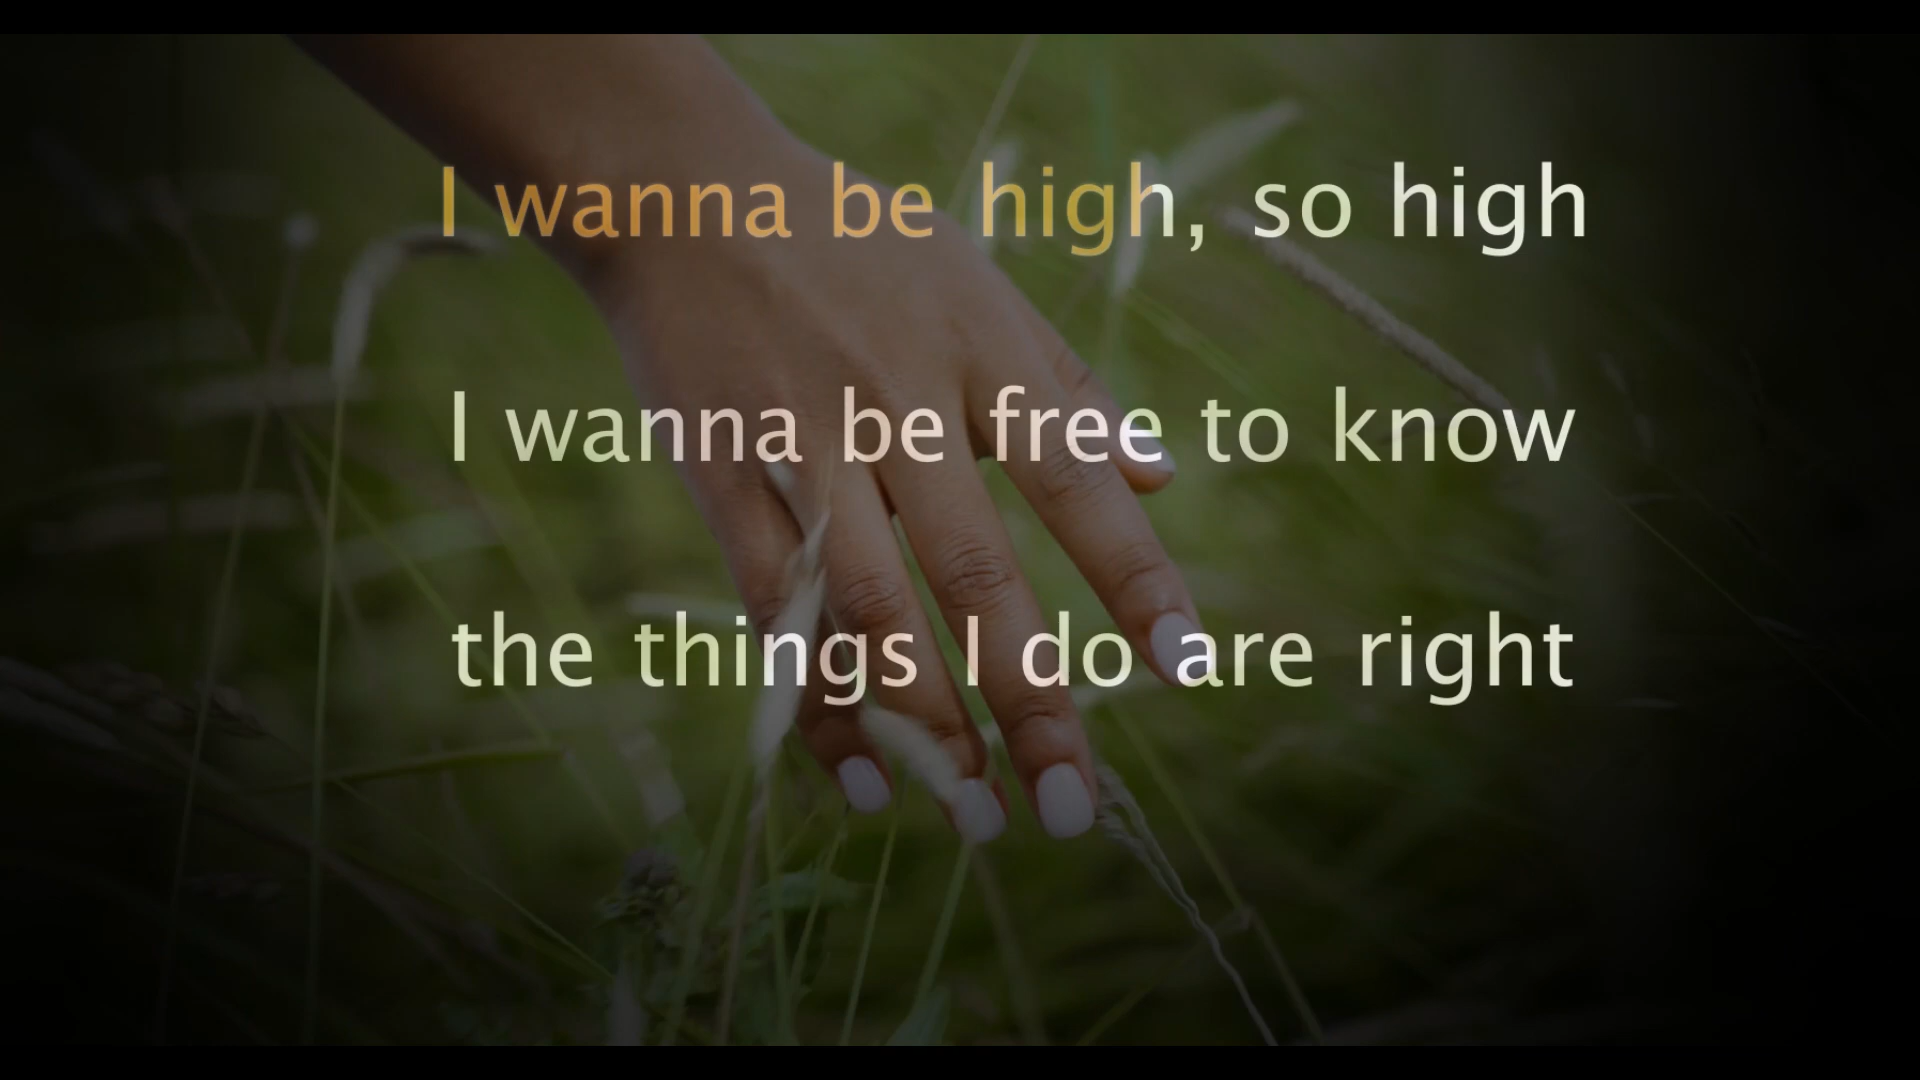 I wanna be high, so high
I wanna be free to know
the things I do are right